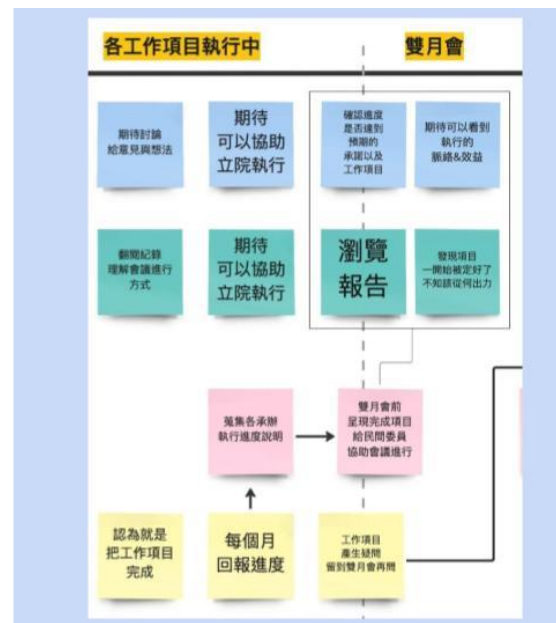 各工作項目執行中
雙月會
期待討論
給意見與想法
期待
可以協助
立院執行
確認進度
是否達到
預期的
承諾以及
工作項目
期待可以看到
執行的
脈絡&效益
翻閱紀錄
理解會議進行
方式
期待
可以協助
立院執行
瀏覽
報告
發現項目
一開始被定好了
不知該從何出力
蒐集各承辦
執行進度說明
雙月會前
呈現完成項目
給民間委員
協助會議進行
認為就是
把工作項目
完成
每個月
回報進度
工作項目
產生疑問
留到雙月會再問